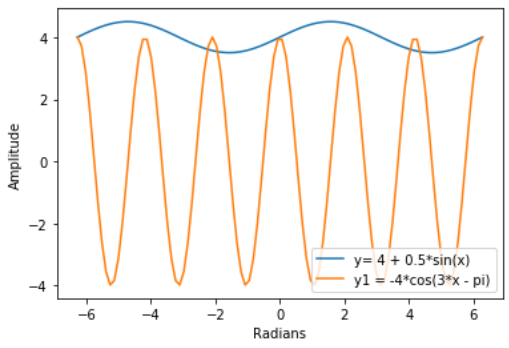 4
2
0
−2
−4
Amplitude
y= 4 + 0.5*sin(x)
y1 = -4*cos(3*x - pi)
−6 −4 −2 0 2 4 6
Radians